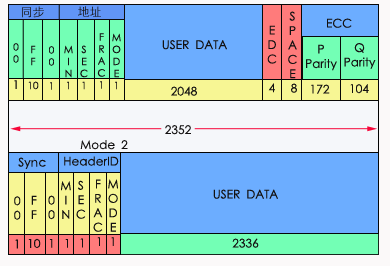 同步 地址 USER DATA EDC SPACE ECC
00 FF 00 MIN SEC FRAC MODE P Parity Q Parity
1 10 1 1 1 1 1 2048 4 8 172 104
2352
Mode 2
Sync HeaderID USER DATA
00 FF 00 MIN SEC FRAC MODE
1 10 1 1 1 1 1 2336